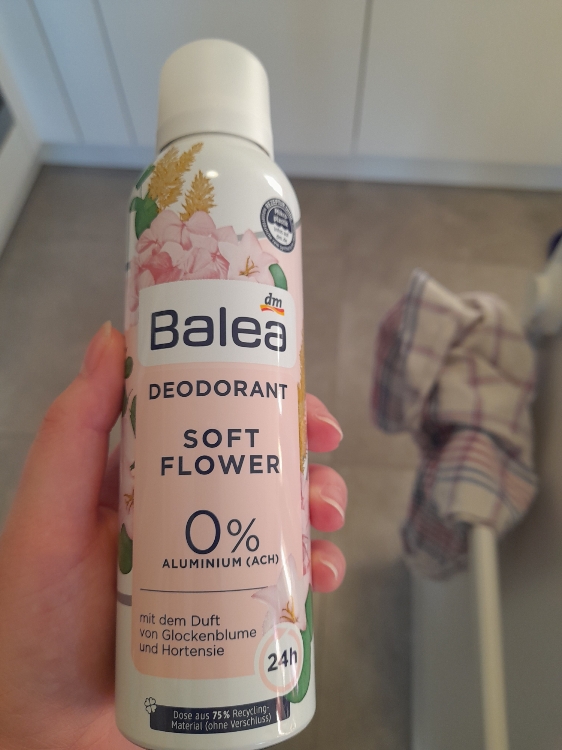 dm
Balea
DEODORANT
SOFT
FLOWER
0%
ALUMINIUM (ACH)
mit dem Duft
von Glockenblume
und Hortensie
24h
Dose aus 75% Recycling-
Material (ohne Verschluss)